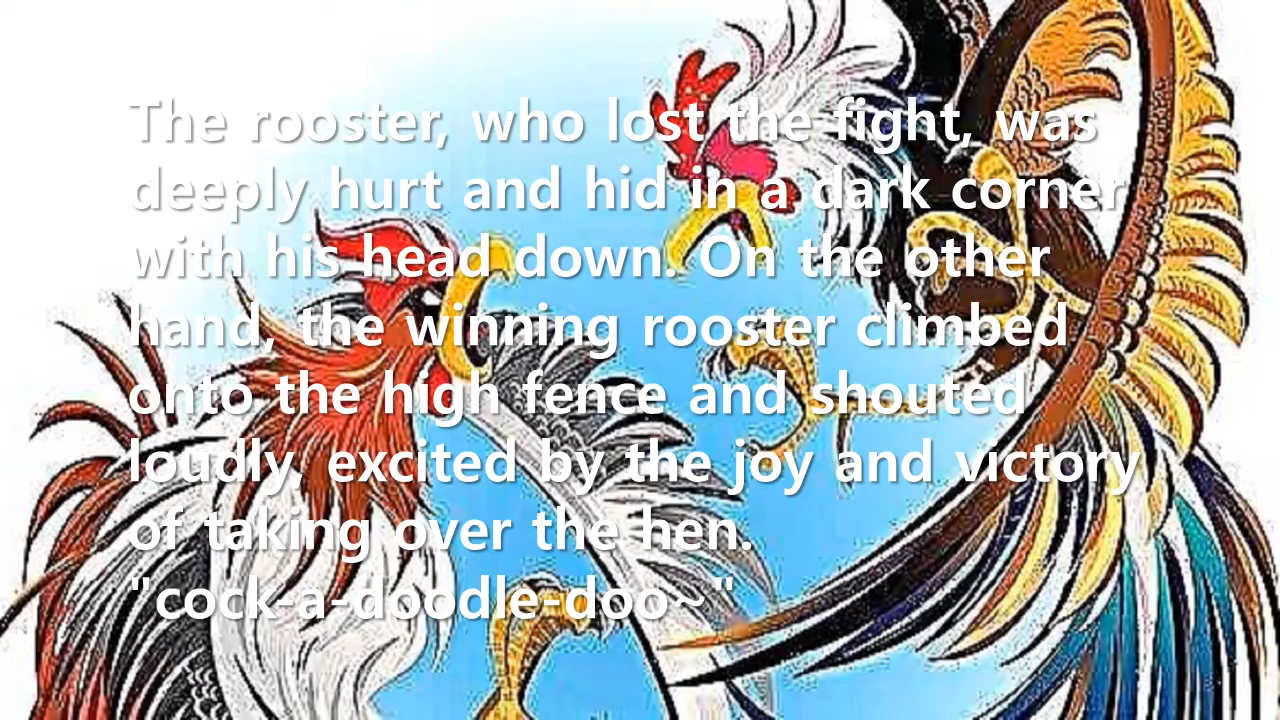 The rooster, who lost the fight, was
deeply hurt and hid in a dark corner
with his head down. On the other
hand, the winning rooster climbed
onto the high fence and shouted
loudly, excited by the joy and victory
of taking over the hen.
"cock-a-doodle-doo~"